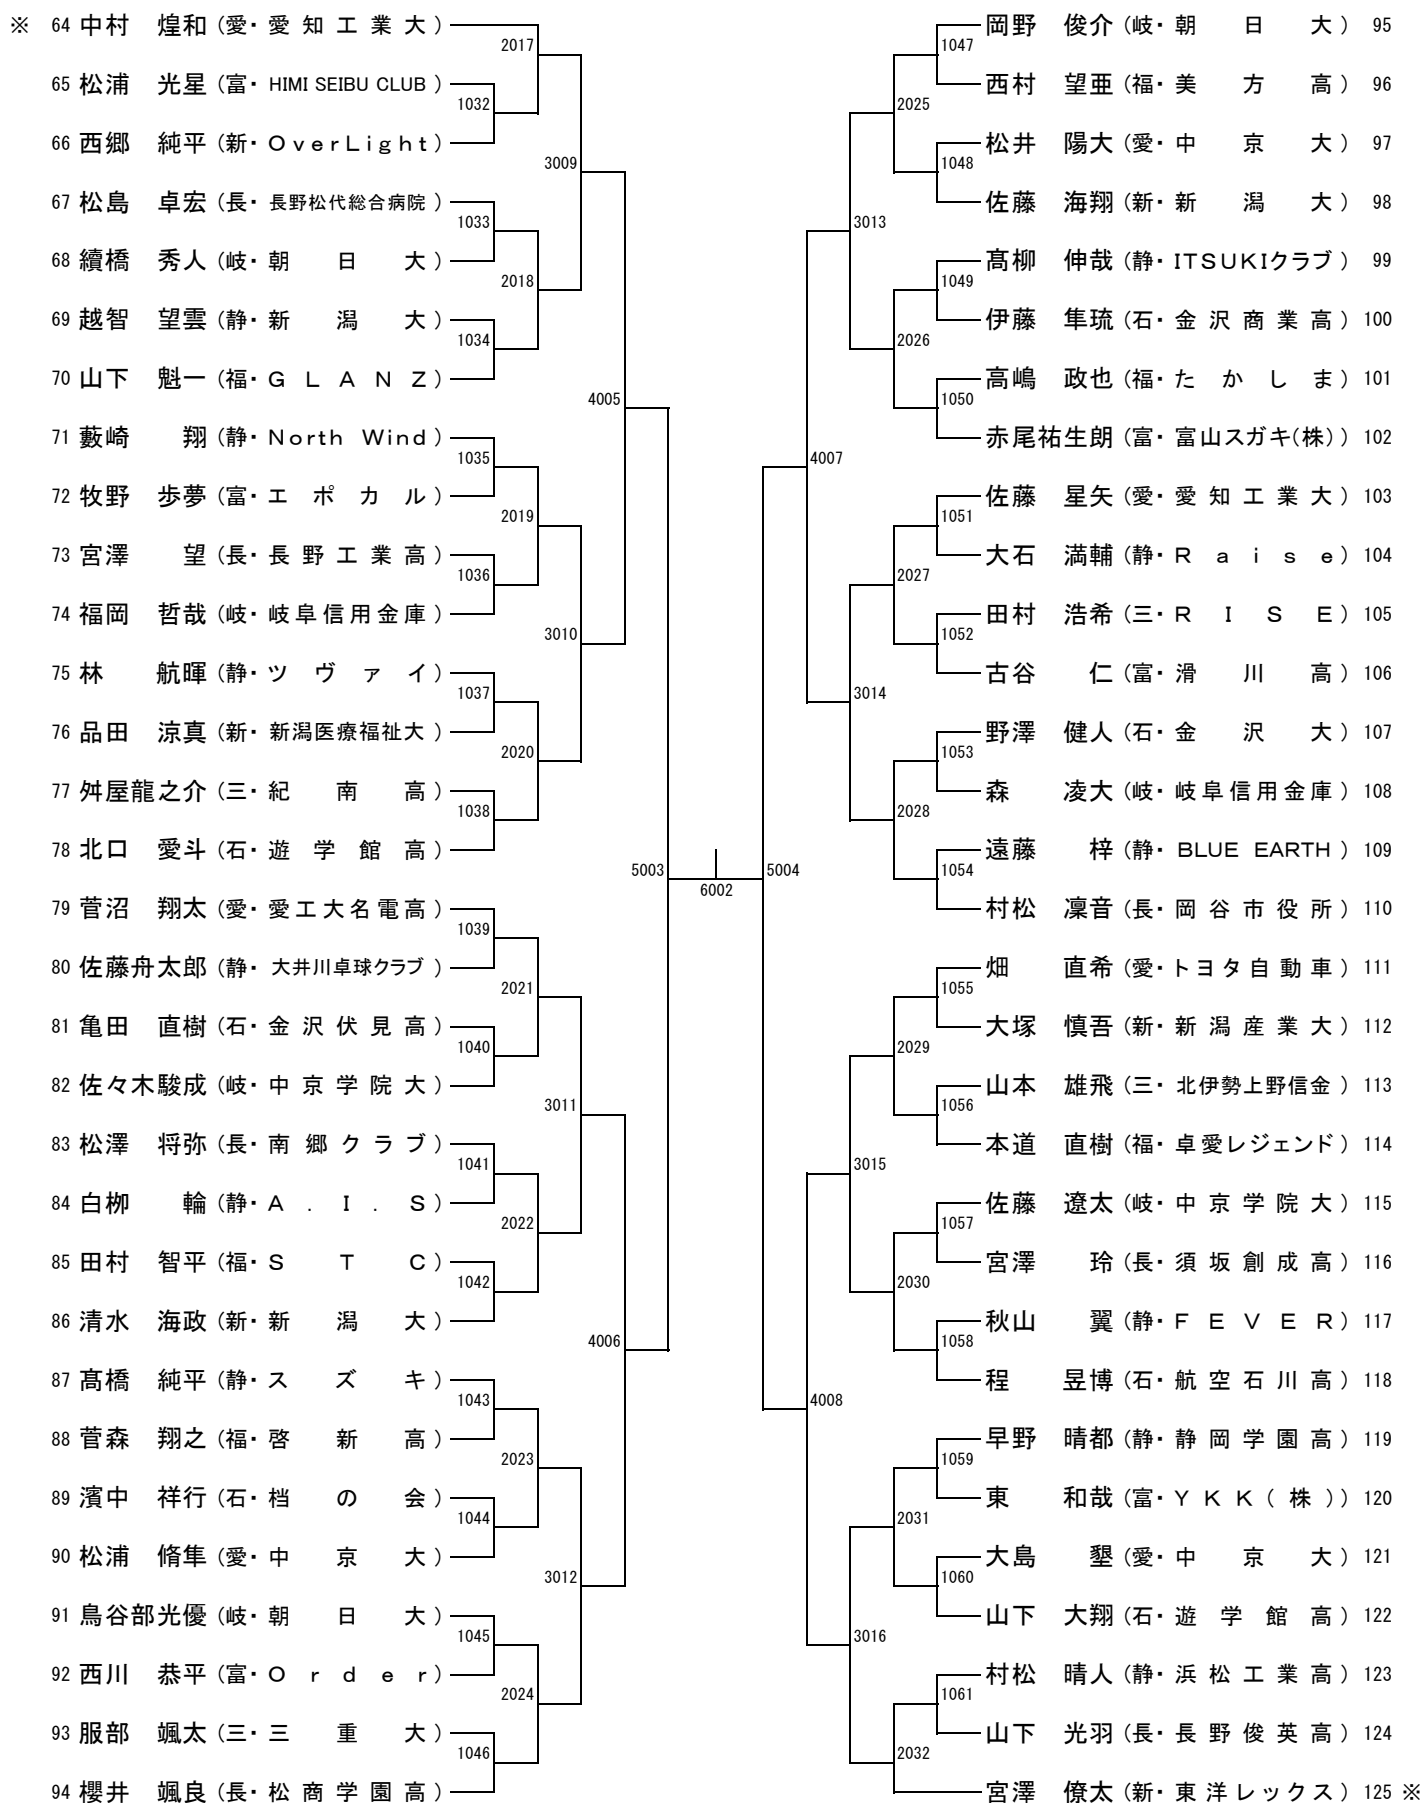 ※ 64 中村 煌和 (愛・愛知工業大)
2017
65 松浦 光星 (富・HIMI SEIBU CLUB)
1032
66 西郷 純平 (新・OverLight)
3009
67 松島 卓宏 (長・長野松代総合病院)
1033
68 續橋 秀人 (岐・朝日大)
2018
69 越智 望雲 (静・新潟大)
1034
70 山下 魁一 (福・GLANZ)
4005
71 藪崎 翔 (静・North Wind)
1035
72 牧野 歩夢 (富・エポカル)
2019
73 宮澤 望 (長・長野工業高)
1036
74 福岡 哲哉 (岐・岐阜信用金庫)
3010
75 林 航暉 (静・ツヴァイ)
1037
76 品田 涼真 (新・新潟医療福祉大)
2020
77 舛屋龍之介 (三・紀南高)
1038
78 北口 愛斗 (石・遊学館高)
5003
79 菅沼 翔太 (愛・愛工大名電高)
1039
80 佐藤舟太郎 (静・大井川卓球クラブ)
2021
81 亀田 直樹 (石・金沢伏見高)
1040
82 佐々木駿成 (岐・中京学院大)
3011
83 松澤 将弥 (長・南郷クラブ)
1041
84 白栁 輪 (静・A.I.S)
2022
85 田村 智平 (福・STC)
1042
86 清水 海政 (新・新潟大)
4006
87 髙橋 純平 (静・スズキ)
1043
88 菅森 翔之 (福・啓新高)
2023
89 濱中 祥行 (石・档の会)
1044
90 松浦 脩隼 (愛・中京大)
3012
91 鳥谷部光優 (岐・朝日大)
1045
92 西川 恭平 (富・Order)
2024
93 服部 颯太 (三・三重大)
1046
94 櫻井 颯良 (長・松商学園高)
6002
岡野 俊介 (岐・朝日大) 95
1047
西村 望亜 (福・美方高) 96
2025
松井 陽大 (愛・中京大) 97
1048
佐藤 海翔 (新・新潟大) 98
3013
髙柳 伸哉 (静・ITSUKIクラブ) 99
1049
伊藤 隼琉 (石・金沢商業高) 100
2026
高嶋 政也 (福・たかしま) 101
1050
赤尾祐生朗 (富・富山スガキ(株)) 102
4007
佐藤 星矢 (愛・愛知工業大) 103
1051
大石 満輔 (静・Raise) 104
2027
田村 浩希 (三・RISE) 105
1052
古谷 仁 (富・滑川高) 106
3014
野澤 健人 (石・金沢大) 107
1053
森 凌大 (岐・岐阜信用金庫) 108
2028
遠藤 梓 (静・BLUE EARTH) 109
1054
5004
村松 凜音 (長・岡谷市役所) 110
畑 直希 (愛・トヨタ自動車) 111
1055
大塚 慎吾 (新・新潟産業大) 112
2029
山本 雄飛 (三・北伊勢上野信金) 113
1056
本道 直樹 (福・卓愛レジェンド) 114
3015
佐藤 遼太 (岐・中京学院大) 115
1057
宮澤 玲 (長・須坂創成高) 116
2030
秋山 翼 (静・FEVER) 117
1058
程 昱博 (石・航空石川高) 118
4008
早野 晴都 (静・静岡学園高) 119
1059
東 和哉 (富・YKK(株)) 120
2031
大島 墾 (愛・中京大) 121
1060
山下 大翔 (石・遊学館高) 122
3016
村松 晴人 (静・浜松工業高) 123
1061
山下 光羽 (長・長野俊英高) 124
2032
宮澤 僚太 (新・東洋レックス) 125 ※